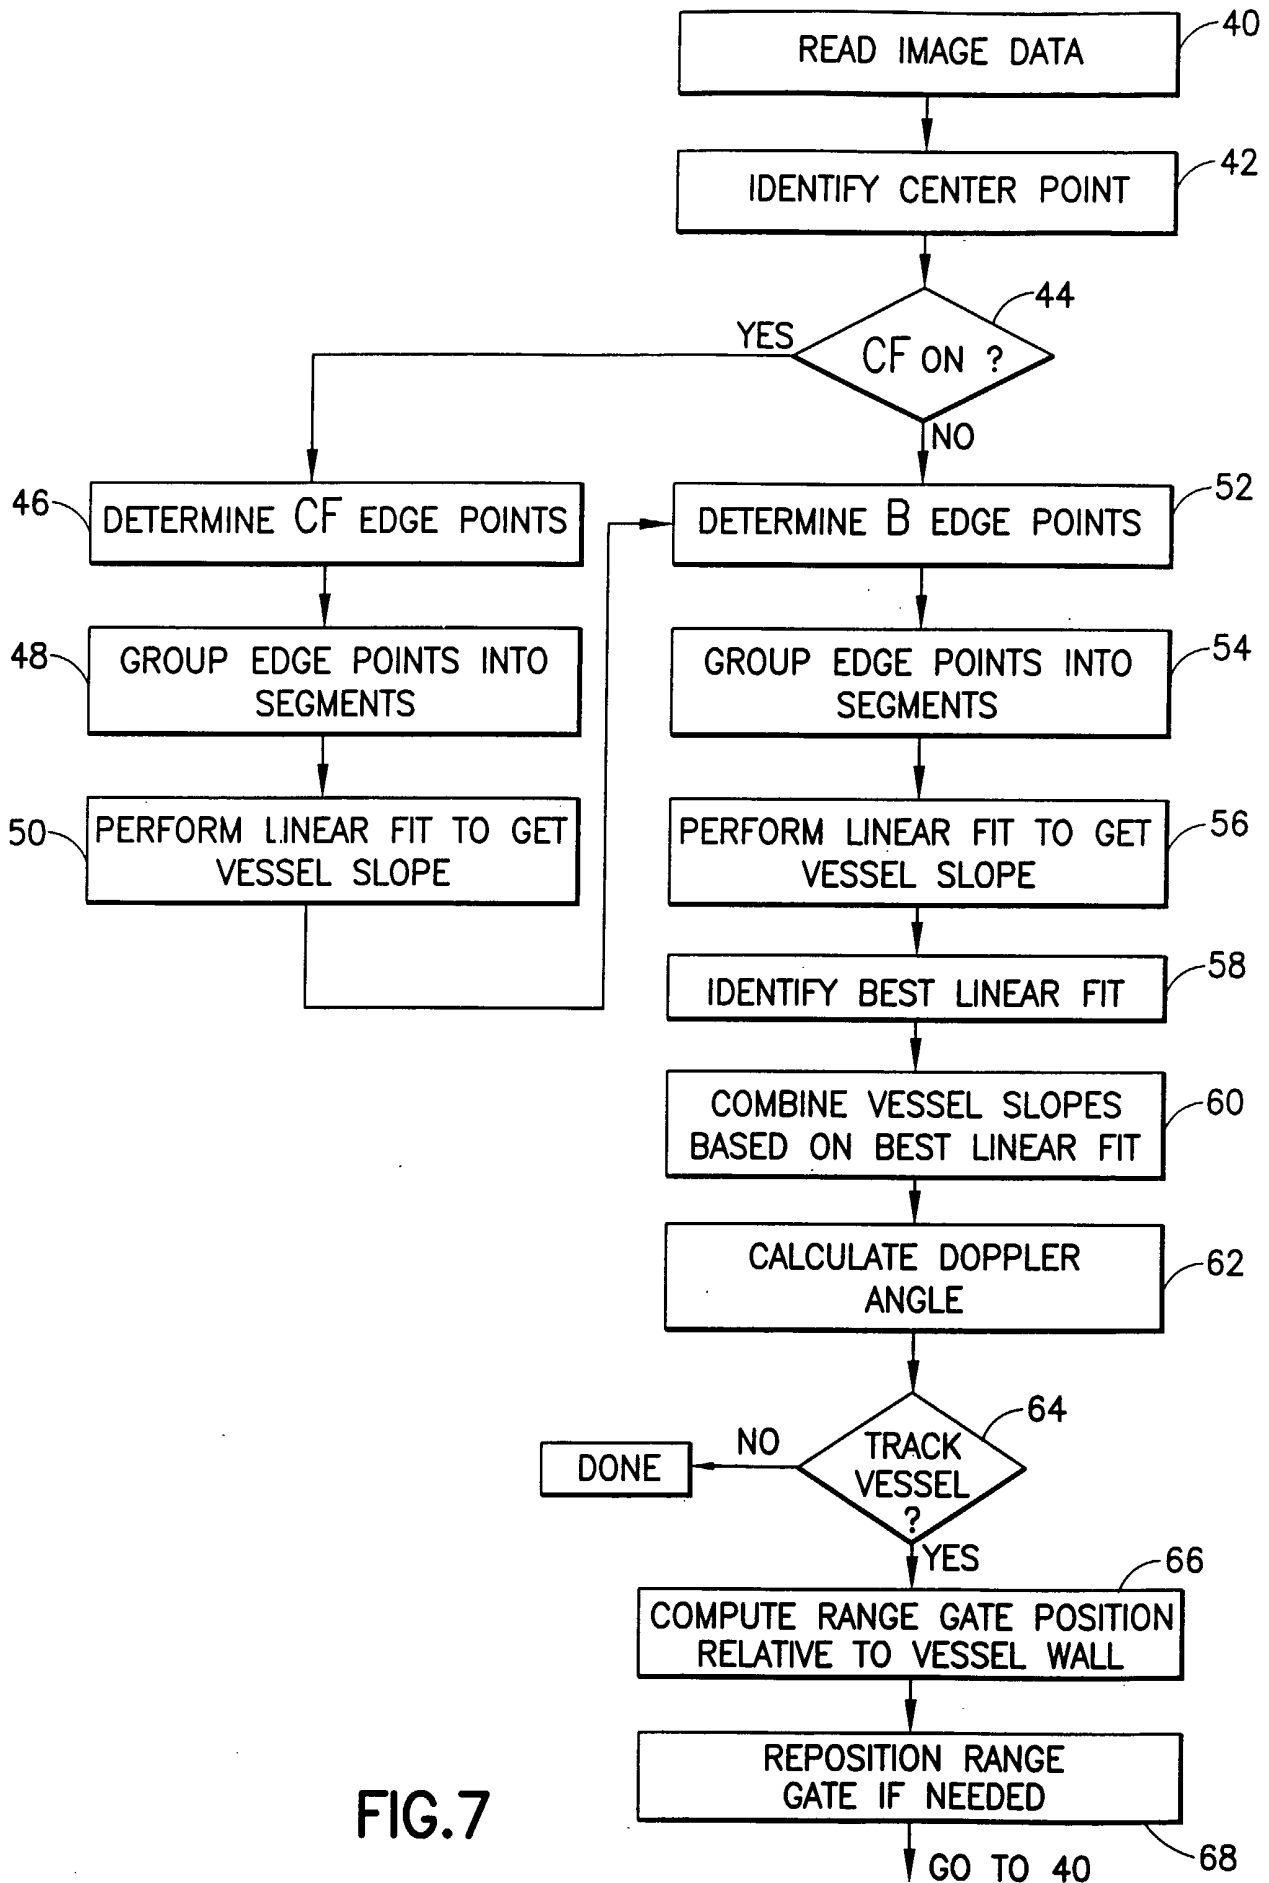 READ IMAGE DATA
40
IDENTIFY CENTER POINT
42
44
YES
CF ON ?
NO
46
DETERMINE CF EDGE POINTS
DETERMINE B EDGE POINTS
52
48
GROUP EDGE POINTS INTO
SEGMENTS
GROUP EDGE POINTS INTO
SEGMENTS
54
50
PERFORM LINEAR FIT TO GET
VESSEL SLOPE
PERFORM LINEAR FIT TO GET
VESSEL SLOPE
56
IDENTIFY BEST LINEAR FIT
58
COMBINE VESSEL SLOPES
BASED ON BEST LINEAR FIT
60
CALCULATE DOPPLER
ANGLE
62
64
TRACK
VESSEL
?
NO
DONE
YES
66
COMPUTE RANGE GATE POSITION
RELATIVE TO VESSEL WALL
REPOSITION RANGE
GATE IF NEEDED
68
GO TO 40
FIG.7